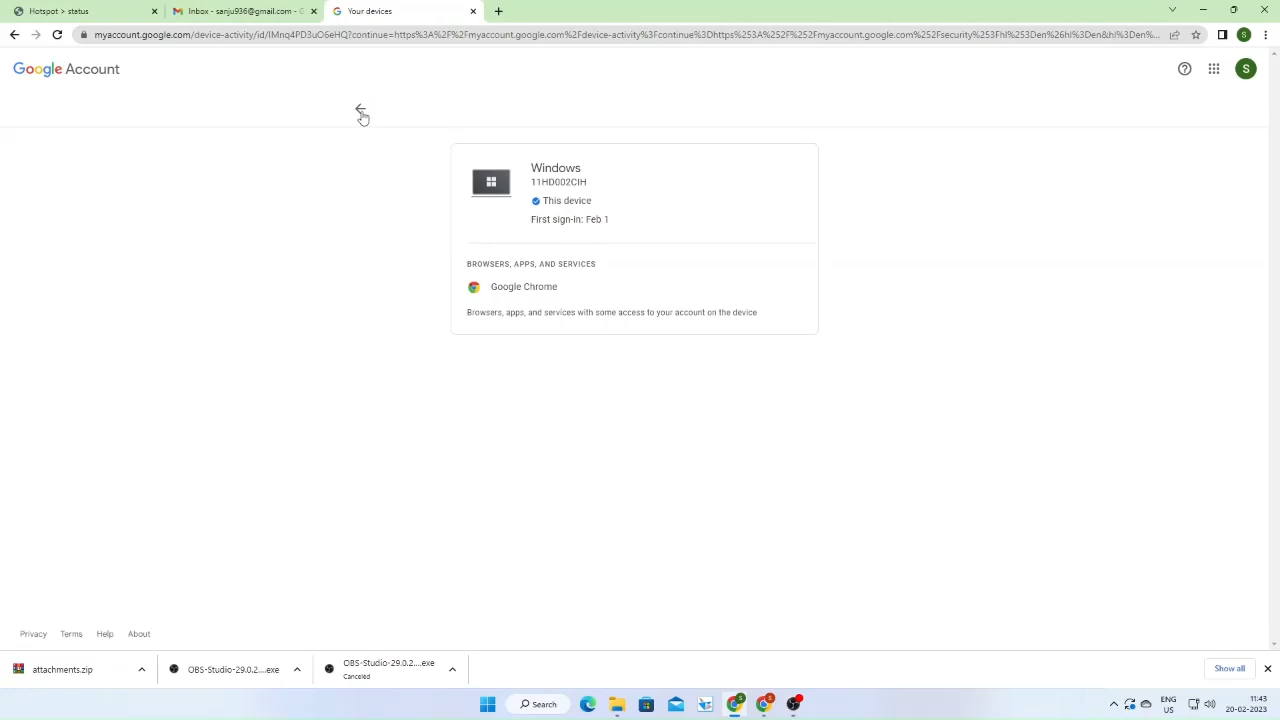 Hotspot > status
Inbox - sanju936@gmail.com - G
Your devices
myaccount.google.com/device-activity/id/IMnq4PD3uO6eHQ?continue=https%3A%2F%2Fmyaccount.google.com%2Fdevice-activity%3Fcontinue%3Dhttps%253A%252F%252Fmyaccount.google.com%252Fsecurity%253Fhl%253Den%26hl%3Den&hl%3Den%...
S
Google Account
S
Windows
11HD002CIH
This device
First sign-in: Feb 1
BROWSERS, APPS, AND SERVICES
Google Chrome
Browsers, apps, and services with some access to your account on the device
Privacy Terms Help About
attachments.zip
OBS-Studio-29.0.2....exe
OBS-Studio-29.0.2....exe
Canceled
Show all
Search
S
S
ENG
US
11:43
20-02-2023